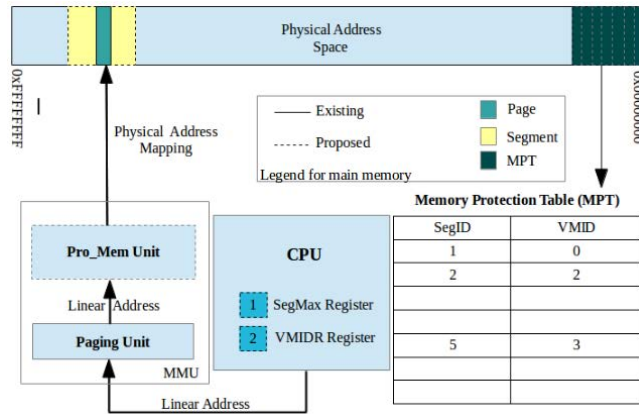 Physical Address
Space
0xFFFFFFFF
0x00000000
Physical Address
Mapping
Existing
Proposed
Page
Segment
MPT
Legend for main memory
Memory Protection Table (MPT)
SegID VMID
1 0
2 2
5 3
Pro_Mem Unit
Linear Address
Paging Unit
MMU
CPU
1 SegMax Register
2 VMIDR Register
Linear Address